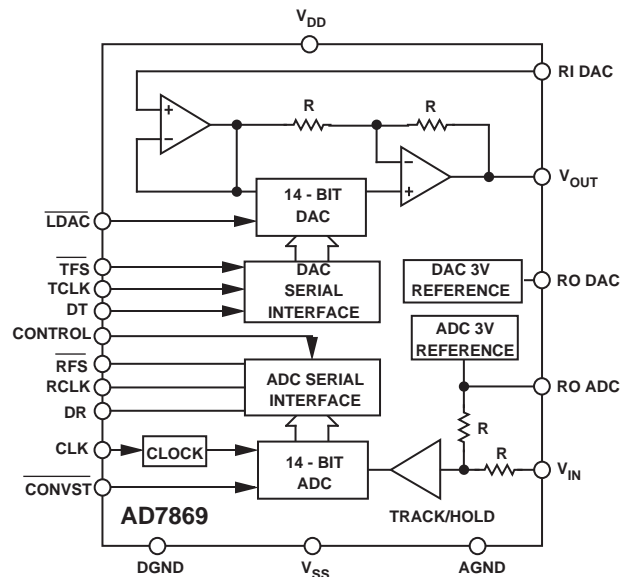 VDD
RI DAC
R
R
+
–
–
+
VOUT
14 - BIT
DAC
LDAC
TFS
TCLK
DT
DAC
SERIAL
INTERFACE
DAC 3V
REFERENCE
RO DAC
CONTROL
ADC 3V
REFERENCE
RFS
RCLK
DR
ADC SERIAL
INTERFACE
RO ADC
R
CLK
CLOCK
14 - BIT
ADC
R
VIN
CONVST
AD7869
TRACK/HOLD
DGND
VSS
AGND